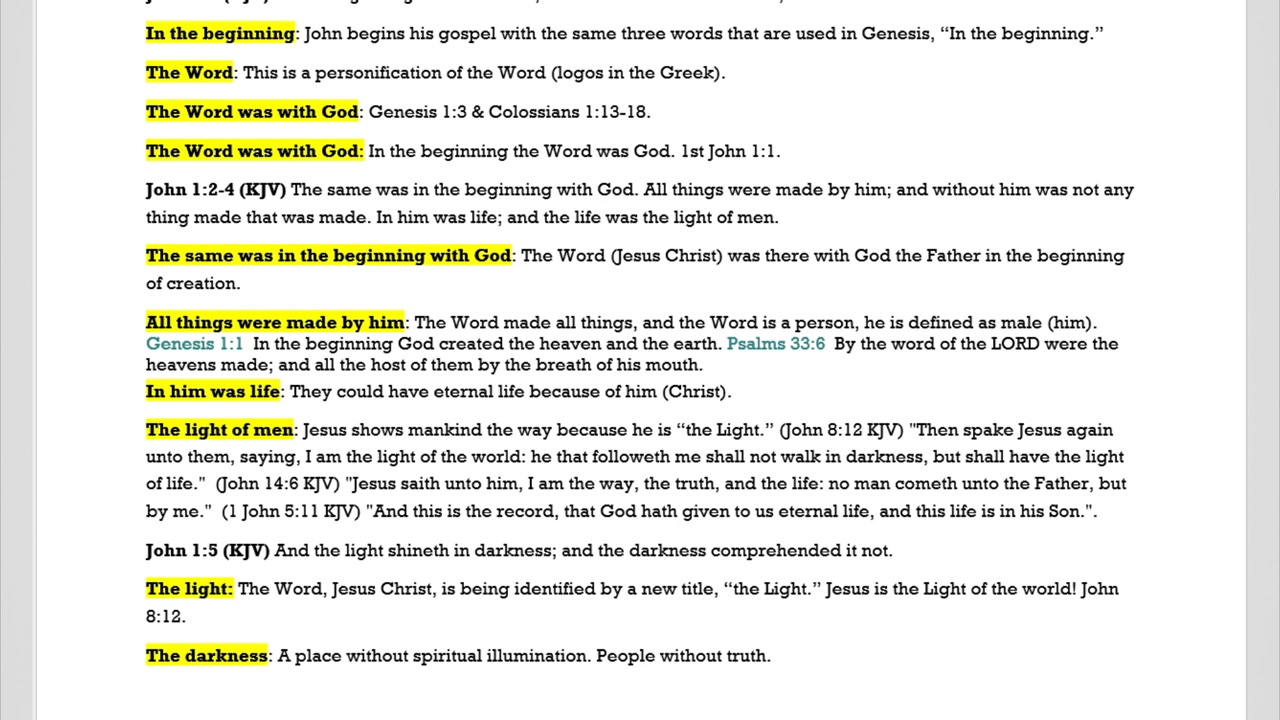 In the beginning: John begins his gospel with the same three words that are used in Genesis, “In the beginning.”
The Word: This is a personification of the Word (logos in the Greek).
The Word was with God: Genesis 1:3 & Colossians 1:13-18.
The Word was with God: In the beginning the Word was God. 1st John 1:1.
John 1:2-4 (KJV) The same was in the beginning with God. All things were made by him; and without him was not any
thing made that was made. In him was life; and the life was the light of men.
The same was in the beginning with God: The Word (Jesus Christ) was there with God the Father in the beginning
of creation.
All things were made by him: The Word made all things, and the Word is a person, he is defined as male (him).
Genesis 1:1  In the beginning God created the heaven and the earth. Psalms 33:6  By the word of the LORD were the
heavens made; and all the host of them by the breath of his mouth.
In him was life: They could have eternal life because of him (Christ).
The light of men: Jesus shows mankind the way because he is “the Light.” (John 8:12 KJV) "Then spake Jesus again
unto them, saying, I am the light of the world: he that followeth me shall not walk in darkness, but shall have the light
of life."  (John 14:6 KJV) "Jesus saith unto him, I am the way, the truth, and the life: no man cometh unto the Father, but
by me."  (1 John 5:11 KJV) "And this is the record, that God hath given to us eternal life, and this life is in his Son.".
John 1:5 (KJV) And the light shineth in darkness; and the darkness comprehended it not.
The light: The Word, Jesus Christ, is being identified by a new title, “the Light.” Jesus is the Light of the world! John
8:12.
The darkness: A place without spiritual illumination. People without truth.